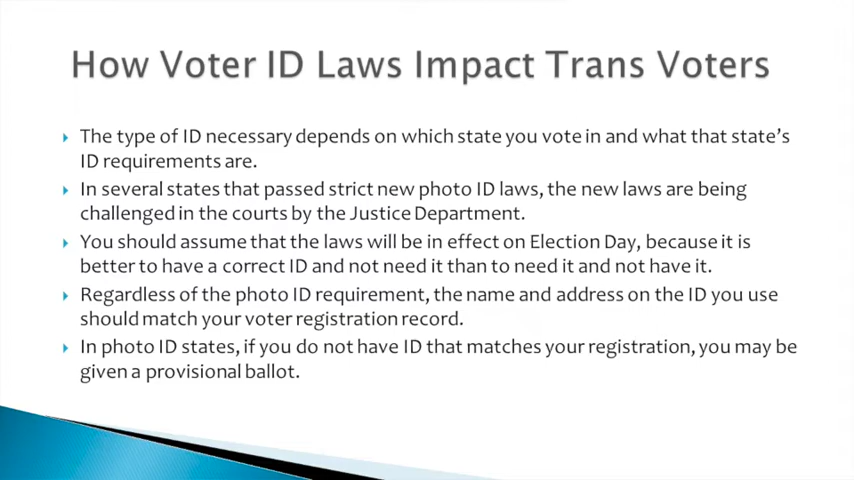 How Voter ID Laws Impact Trans Voters
The type of ID necessary depends on which state you vote in and what that state's
ID requirements are.
In several states that passed strict new photo ID laws, the new laws are being
challenged in the courts by the Justice Department.
You should assume that the laws will be in effect on Election Day, because it is
better to have a correct ID and not need it than to need it and not have it.
Regardless of the photo ID requirement, the name and address on the ID you use
should match your voter registration record.
In photo ID states, if you do not have ID that matches your registration, you may be
given a provisional ballot.